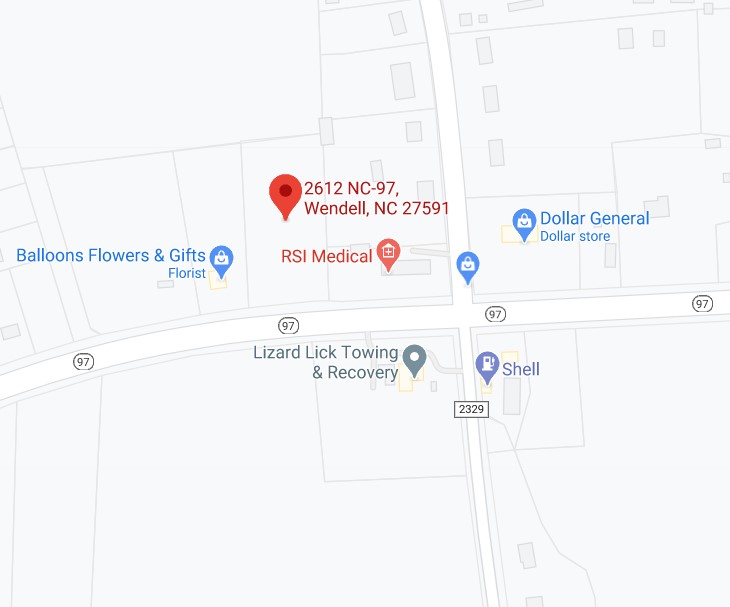 2612 NC-97,
Wendell, NC 27591
Dollar General
Dollar store
Balloons Flowers & Gifts
Florist
RSI Medical
97
97
97
97
Lizard Lick Towing
& Recovery
Shell
2329